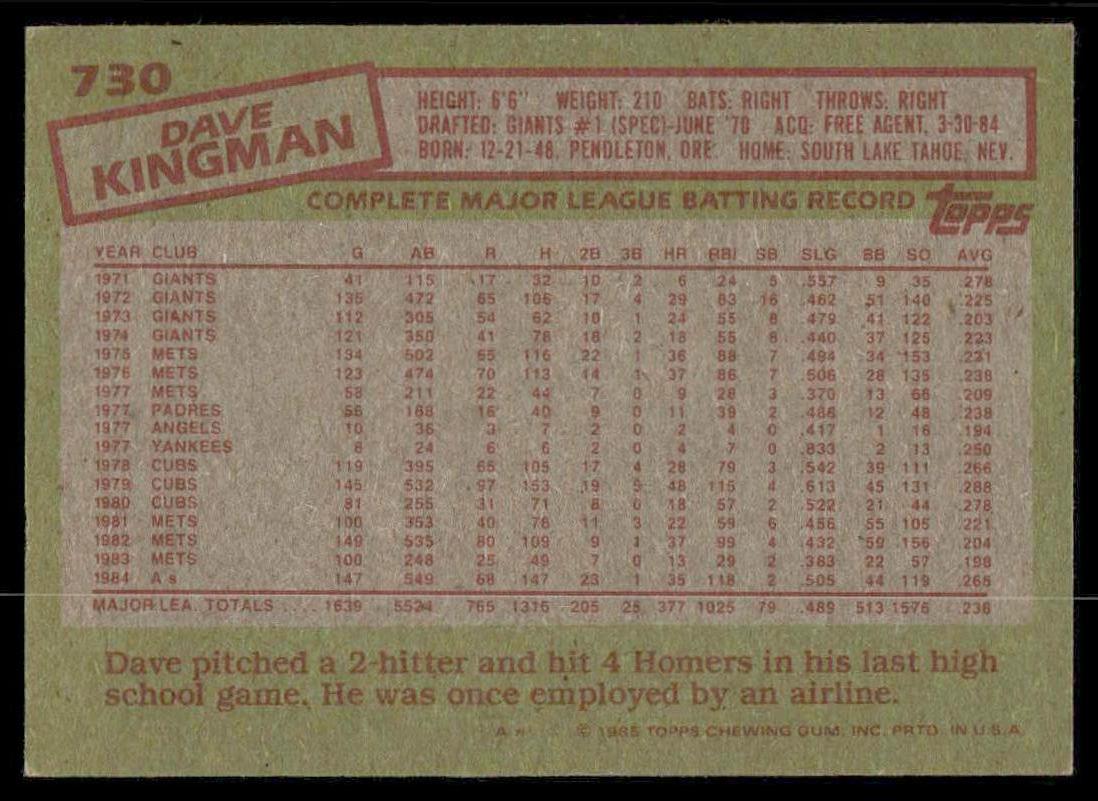 730
DAVE
KINGMAN
HEIGHT: 6'6" WEIGHT: 210 BATS: RIGHT THROWS: RIGHT
DRAFTED: GIANTS #1 (SPEC)-JUNE '70 ACQ: FREE AGENT, 3-30-84
BORN: 12-21-48, PENDLETON, ORE. HOME: SOUTH LAKE TAHOE, NEV.
COMPLETE MAJOR LEAGUE BATTING RECORD
topps
YEAR CLUB G AB R H 2B 3B HR RBI SB SLG BB SO AVG
1971 GIANTS 41 115 17 32 10 2 6 24 5 .557 9 35 .278
1972 GIANTS 135 472 65 106 17 4 29 83 16 .462 51 140 .225
1973 GIANTS 112 305 54 62 10 1 24 55 8 .479 41 122 .203
1974 GIANTS 121 350 41 78 18 2 18 55 8 .440 37 125 .223
1975 METS 134 502 65 116 22 1 36 88 7 .494 34 153 .231
1976 METS 123 474 70 113 14 1 37 86 7 .506 28 135 .238
1977 METS 58 211 22 44 7 0 9 28 3 .370 13 66 .209
1977 PADRES 56 168 16 40 9 0 11 39 2 .488 12 48 .238
1977 ANGELS 10 36 3 7 2 0 2 4 0 .417 1 16 .194
1977 YANKEES 8 24 6 6 2 0 4 7 0 .833 2 13 .250
1978 CUBS 119 395 65 105 17 4 28 79 3 .542 39 111 .266
1979 CUBS 145 532 97 153 19 5 48 115 4 .613 45 131 .288
1980 CUBS 81 255 31 71 8 0 18 57 2 .522 21 44 .278
1981 METS 100 353 40 78 11 3 22 59 6 .456 55 105 .221
1982 METS 149 535 80 109 9 1 37 99 4 .432 59 156 .204
1983 METS 100 248 25 49 7 0 13 29 2 .383 22 57 .198
1984 A's 147 549 68 147 23 1 35 118 2 .505 44 119 .268
MAJOR LEA. TOTALS .... 1639 5524 765 1316 205 25 377 1025 79 .489 513 1576 .238
Dave pitched a 2-hitter and hit 4 Homers in his last high
school game. He was once employed by an airline.
© 1985 TOPPS CHEWING GUM, INC. PRTD. IN U.S.A.